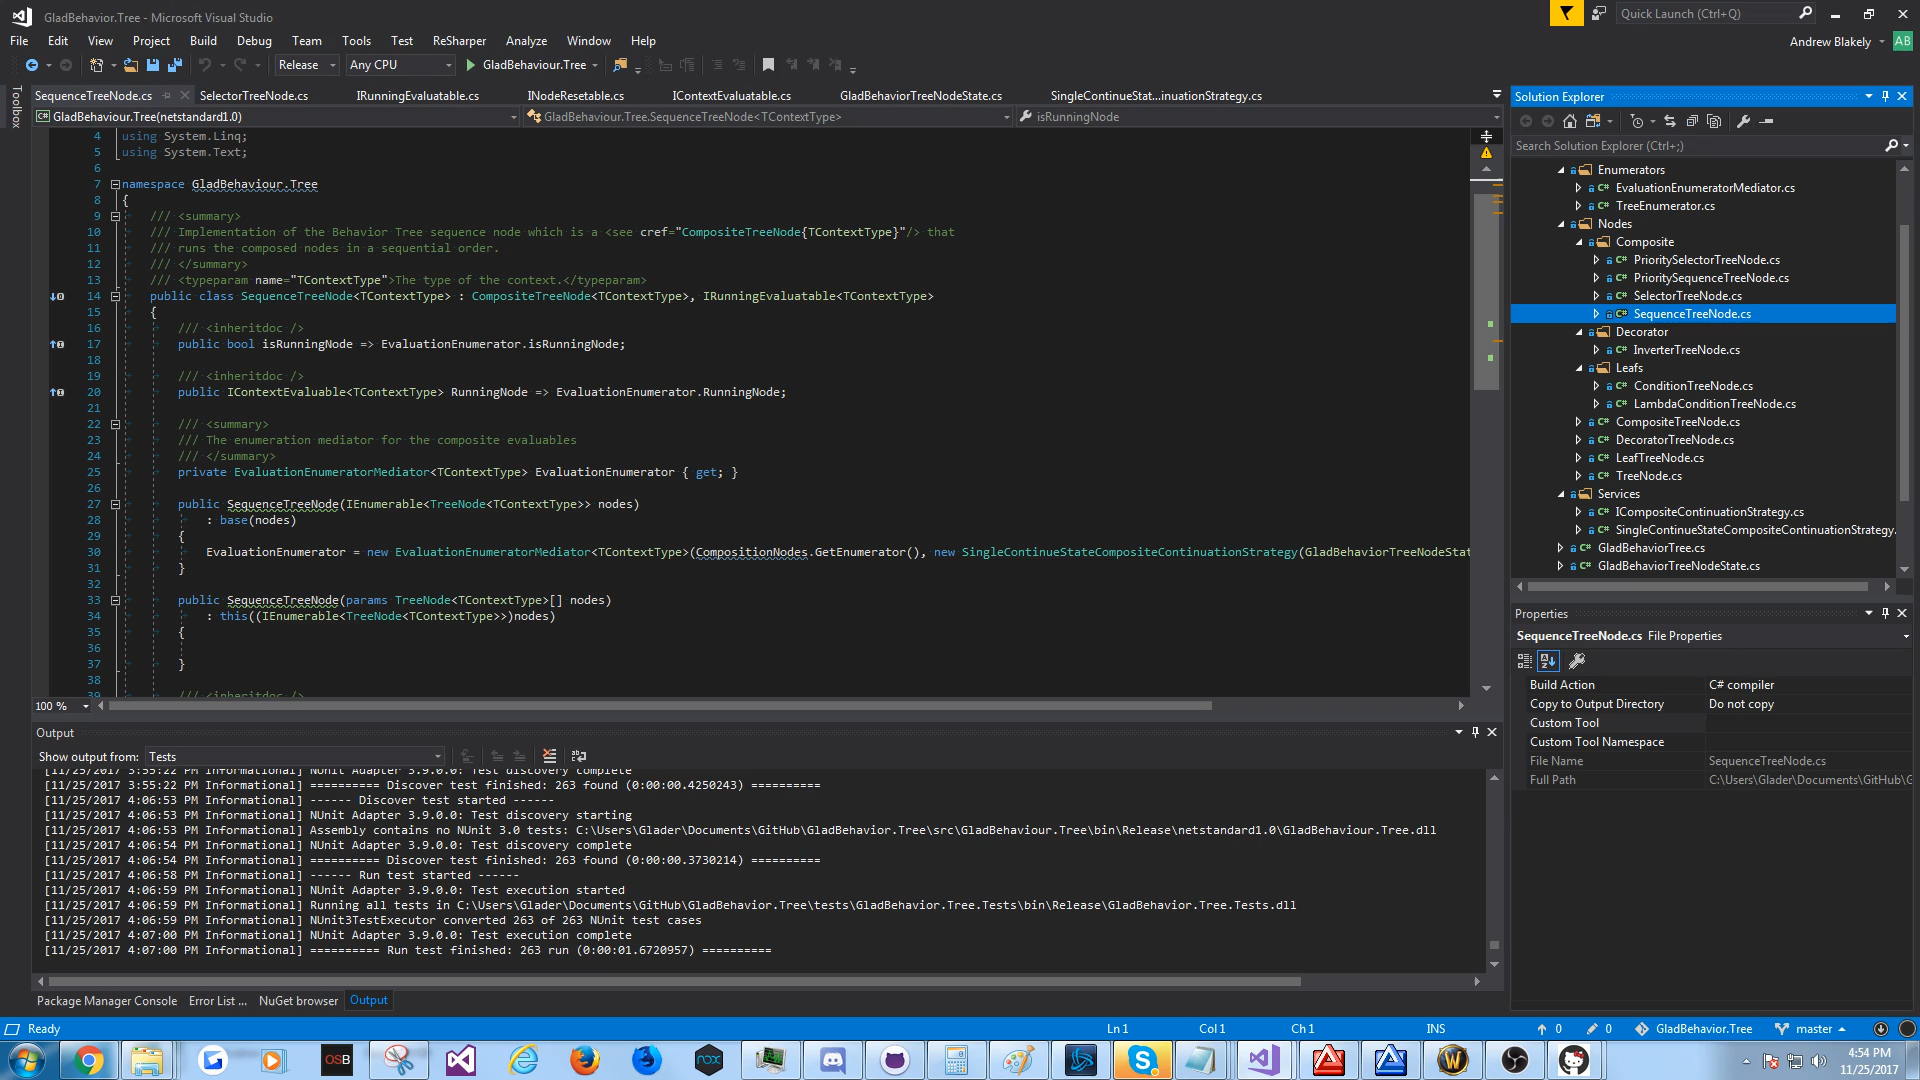 GladBehavior.Tree - Microsoft Visual Studio
Quick Launch (Ctrl+Q)
File Edit View Project Build Debug Team Tools Test ReSharper Analyze Window Help
Andrew Blakely AB
Release Any CPU GladBehaviour.Tree
Toolbox
SequenceTreeNode.cs SelectorTreeNode.cs IRunningEvaluatable.cs INodeResetable.cs IContextEvaluatable.cs GladBehaviorTreeNodeState.cs SingleContinueStat...inuationStrategy.cs
GladBehaviour.Tree(netstandard1.0) GladBehaviour.Tree.SequenceTreeNode<TContextType> isRunningNode
4 using System.Linq;
5 using System.Text;
6
7 namespace GladBehaviour.Tree
8 {
9 /// <summary>
10 /// Implementation of the Behavior Tree sequence node which is a <see cref="CompositeTreeNode{TContextType}"/> that
11 /// runs the composed nodes in a sequential order.
12 /// </summary>
13 /// <typeparam name="TContextType">The type of the context.</typeparam>
14 public class SequenceTreeNode<TContextType> : CompositeTreeNode<TContextType>, IRunningEvaluatable<TContextType>
15 {
16 /// <inheritdoc />
17 public bool isRunningNode => EvaluationEnumerator.isRunningNode;
18
19 /// <inheritdoc />
20 public IContextEvaluable<TContextType> RunningNode => EvaluationEnumerator.RunningNode;
21
22 /// <summary>
23 /// The enumeration mediator for the composite evaluables
24 /// </summary>
25 private EvaluationEnumeratorMediator<TContextType> EvaluationEnumerator { get; }
26
27 public SequenceTreeNode(IEnumerable<TreeNode<TContextType>> nodes)
28 : base(nodes)
29 {
30 EvaluationEnumerator = new EvaluationEnumeratorMediator<TContextType>(CompositionNodes.GetEnumerator(), new SingleContinueStateCompositeContinuationStrategy(GladBehaviorTreeNodeStat
31 }
32
33 public SequenceTreeNode(params TreeNode<TContextType>[] nodes)
34 : this((IEnumerable<TreeNode<TContextType>>)nodes)
35 {
36
37 }
38
39 /// <inheritdoc />
100 %
Output
Show output from: Tests
[11/25/2017 3:55:22 PM Informational] NUnit Adapter 3.9.0.0: Test discovery complete
[11/25/2017 3:55:22 PM Informational] ========== Discover test finished: 263 found (0:00:00.4250243) ==========
[11/25/2017 4:06:53 PM Informational] ------ Discover test started ------
[11/25/2017 4:06:53 PM Informational] NUnit Adapter 3.9.0.0: Test discovery starting
[11/25/2017 4:06:53 PM Informational] Assembly contains no NUnit 3.0 tests: C:\Users\Glader\Documents\GitHub\GladBehavior.Tree\src\GladBehaviour.Tree\bin\Release\netstandard1.0\GladBehaviour.Tree.dll
[11/25/2017 4:06:54 PM Informational] NUnit Adapter 3.9.0.0: Test discovery complete
[11/25/2017 4:06:54 PM Informational] ========== Discover test finished: 263 found (0:00:00.3730214) ==========
[11/25/2017 4:06:58 PM Informational] ------ Run test started ------
[11/25/2017 4:06:59 PM Informational] NUnit Adapter 3.9.0.0: Test execution started
[11/25/2017 4:06:59 PM Informational] Running all tests in C:\Users\Glader\Documents\GitHub\GladBehavior.Tree\tests\GladBehavior.Tree.Tests\bin\Release\GladBehavior.Tree.Tests.dll
[11/25/2017 4:06:59 PM Informational] NUnit3TestExecutor converted 263 of 263 NUnit test cases
[11/25/2017 4:07:00 PM Informational] NUnit Adapter 3.9.0.0: Test execution complete
[11/25/2017 4:07:00 PM Informational] ========== Run test finished: 263 run (0:00:01.6720957) ==========
Package Manager Console Error List ... NuGet browser Output
Solution Explorer
Search Solution Explorer (Ctrl+;)
Enumerators
C# EvaluationEnumeratorMediator.cs
C# TreeEnumerator.cs
Nodes
Composite
C# PrioritySelectorTreeNode.cs
C# PrioritySequenceTreeNode.cs
C# SelectorTreeNode.cs
C# SequenceTreeNode.cs
Decorator
C# InverterTreeNode.cs
Leafs
C# ConditionTreeNode.cs
C# LambdaConditionTreeNode.cs
C# CompositeTreeNode.cs
C# DecoratorTreeNode.cs
C# LeafTreeNode.cs
C# TreeNode.cs
Services
C# ICompositeContinuationStrategy.cs
C# SingleContinueStateCompositeContinuationStrategy.
C# GladBehaviorTree.cs
C# GladBehaviorTreeNodeState.cs
Properties
SequenceTreeNode.cs File Properties
Build Action C# compiler
Copy to Output Directory Do not copy
Custom Tool
Custom Tool Namespace
File Name SequenceTreeNode.cs
Full Path C:\Users\Glader\Documents\GitHub\G
Ready Ln 1 Col 1 Ch 1 INS 0 0 GladBehavior.Tree master
OSB nox
4:54 PM
11/25/2017